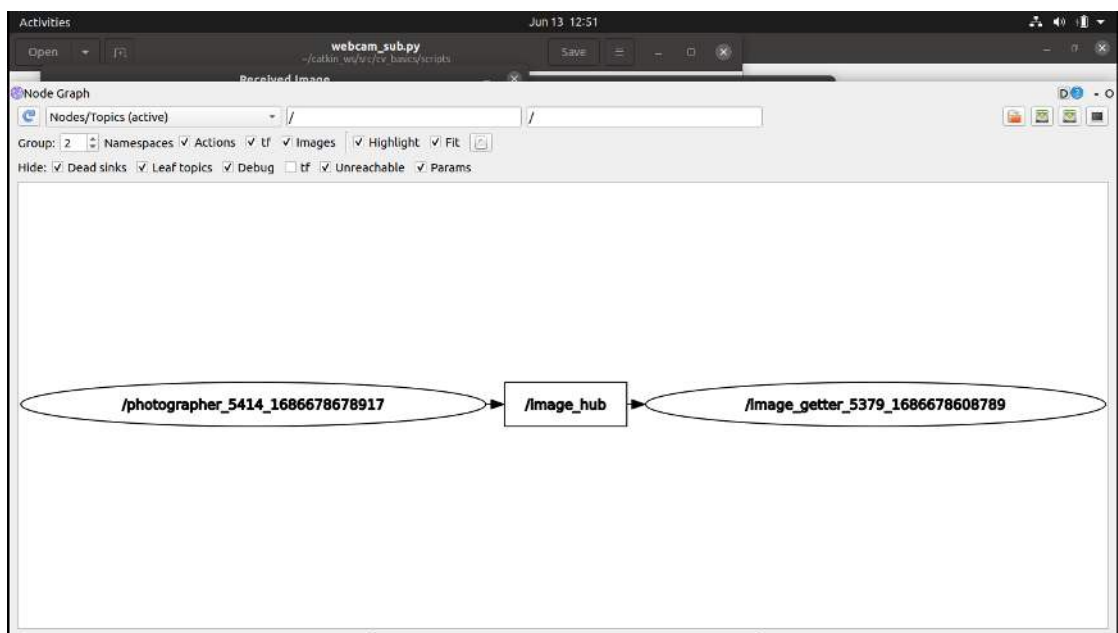 Activities
Jun 13 12:51
Open
webcam_sub.py
Save
~/catkin_ws/src/cv_basics/scripts
Received Image
Node Graph
D
Nodes/Topics (active)
/
/
Group: 2 Namespaces Actions tf Images Highlight Fit
Hide: Dead sinks Leaf topics Debug tf Unreachable Params
/photographer_5414_1686678678917
/image_hub
/image_getter_5379_1686678608789